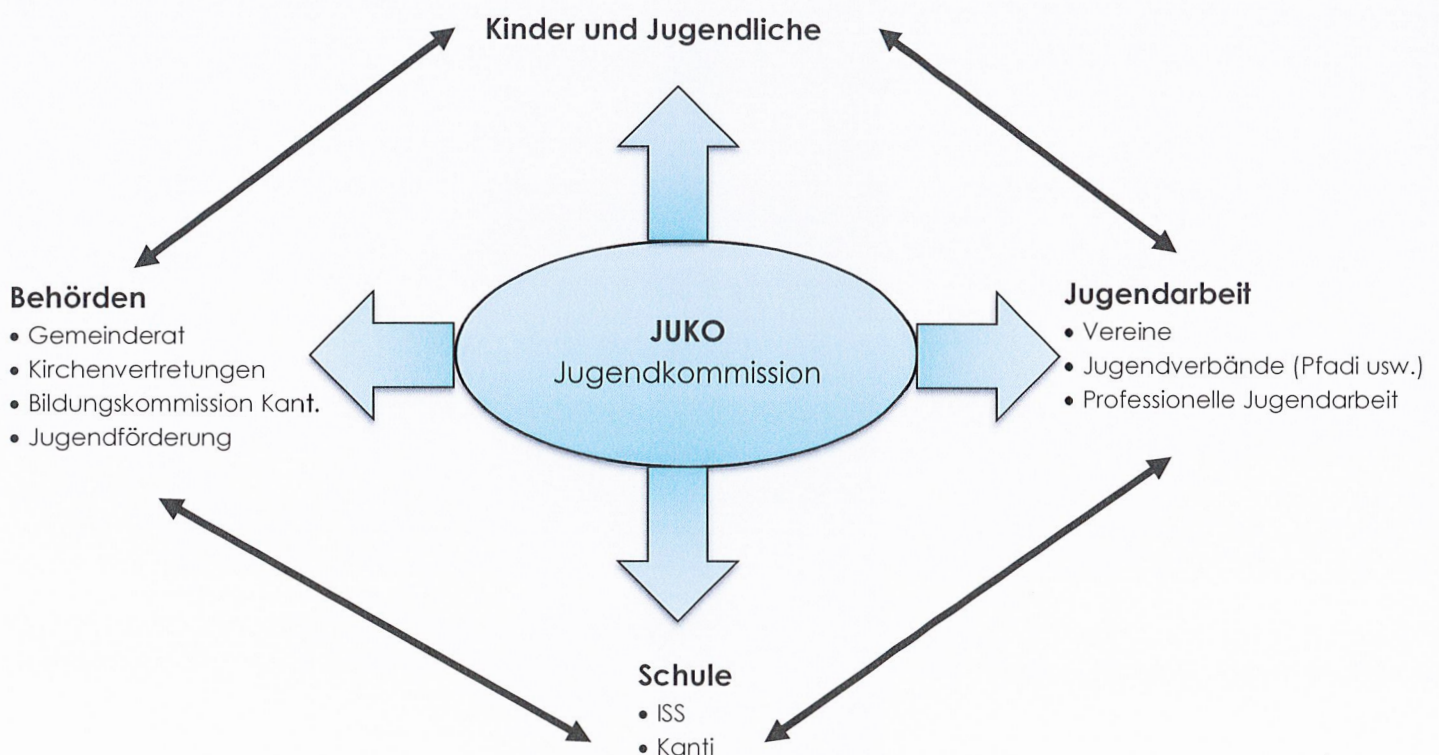 Kinder und Jugendliche
Behörden
• Gemeinderat
• Kirchenvertretungen
• Bildungskommission Kant.
• Jugendförderung
JUKO
Jugendkommission
Jugendarbeit
• Vereine
• Jugendverbände (Pfadi usw.)
• Professionelle Jugendarbeit
Schule
• ISS
• Kanti